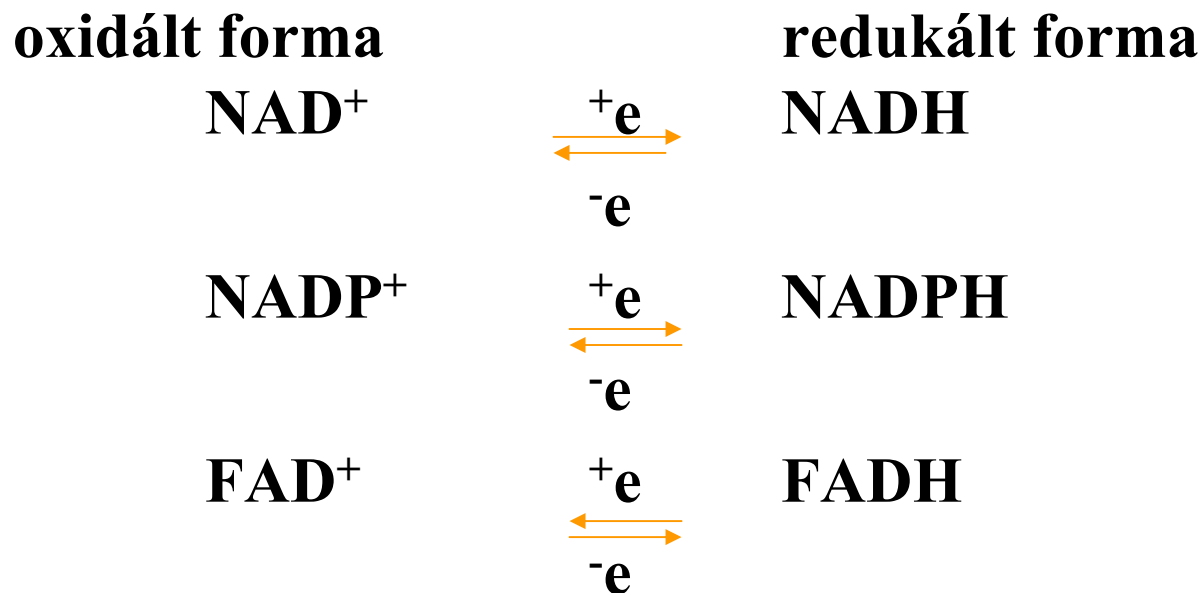 oxidált forma redukált forma
NAD⁺ ⁺e NADH
⁻e
NADP⁺ ⁺e NADPH
⁻e
FAD⁺ ⁺e FADH
⁻e